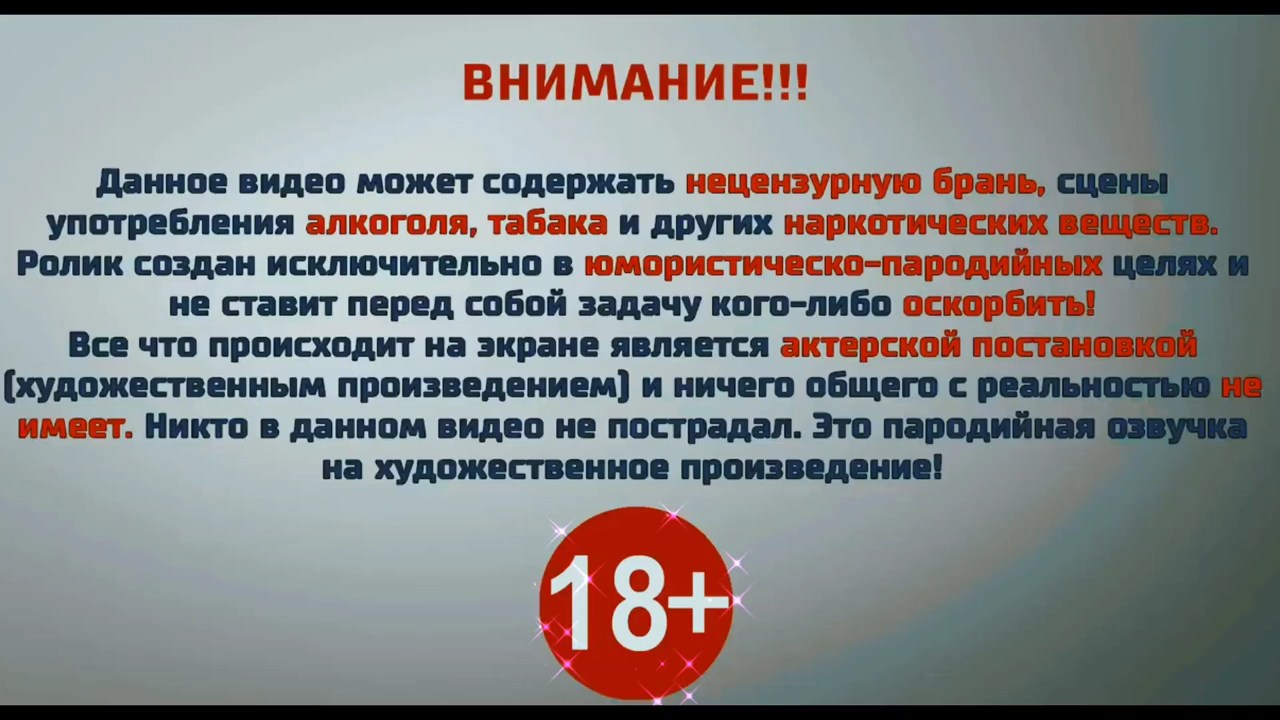 ВНИМАНИЕ!!!
Данное видео может содержать нецензурную брань, сцены
употребления алкоголя, табака и других наркотических веществ.
Ролик создан исключительно в юмористическо-пародийных целях и
не ставит перед собой задачу кого-либо оскорбить!
Все что происходит на экране является актерской постановкой
(художественным произведением) и ничего общего с реальностью не
имеет. Никто в данном видео не пострадал. Это пародийная озвучка
на художественное произведение!
18+